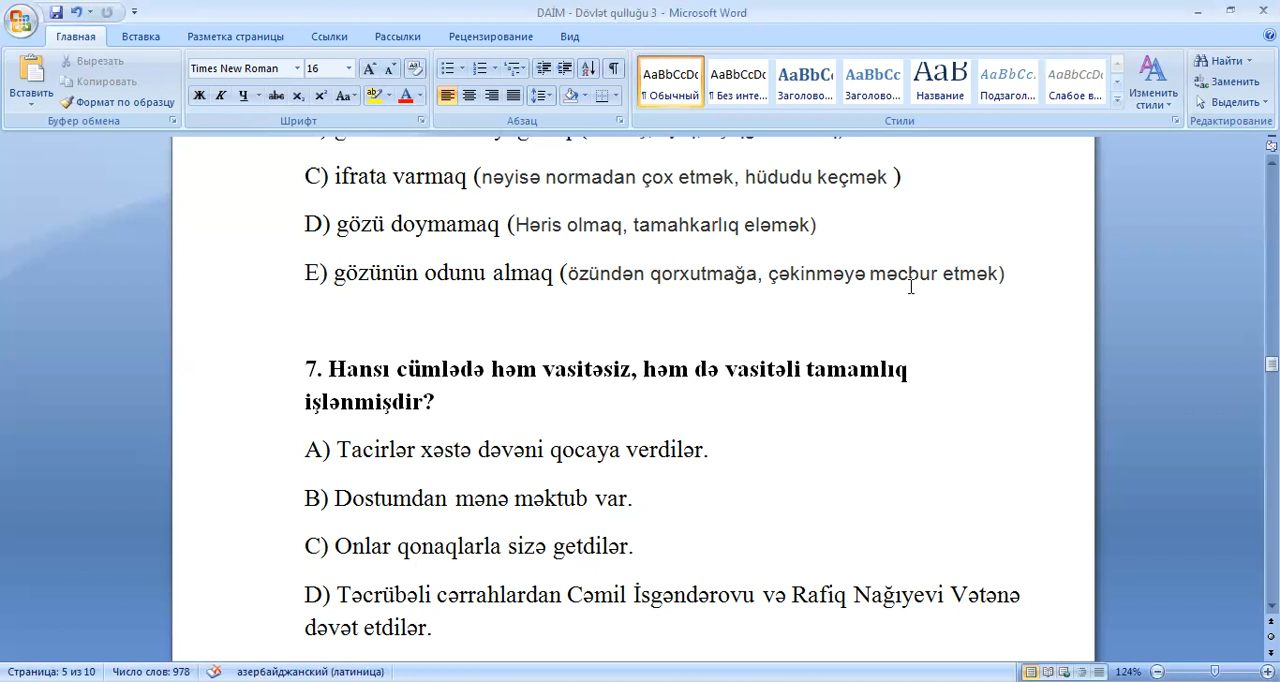 DAİM - Dövlət qulluğu 3 - Microsoft Word
Главная Вставка Разметка страницы Ссылки Рассылки Рецензирование Вид
Вставить
Вырезать
Копировать
Формат по образцу
Буфер обмена
Times New Roman 16
Ж К Ч abc x₂ x² Aa
Шрифт
Абзац
AaBbCcDc AaBbCcDc AaBbC AaBbCc AaB AaBbCc. AaBbCcDc
¶ Обычный ¶ Без инте... Заголово... Заголово... Название Подзагол... Слабое в...
Стили
Изменить стили
Найти
Заменить
Выделить
Редактирование
C) ifrata varmaq (nəyisə normadan çox etmək, hüdudu keçmək )
D) gözü doymamaq (Həris olmaq, tamahkarlıq eləmək)
E) gözünün odunu almaq (özündən qorxutmağa, çəkinməyə məcbur etmək)
7. Hansı cümlədə həm vasitəsiz, həm də vasitəli tamamlıq
işlənmişdir?
A) Tacirlər xəstə dəvəni qocaya verdilər.
B) Dostumdan mənə məktub var.
C) Onlar qonaqlarla sizə getdilər.
D) Təcrübəli cərrahlardan Cəmil İsgəndərovu və Rafiq Nağıyevi Vətənə
dəvət etdilər.
Страница: 5 из 10 Число слов: 978 азербайджанский (латиница) 124%